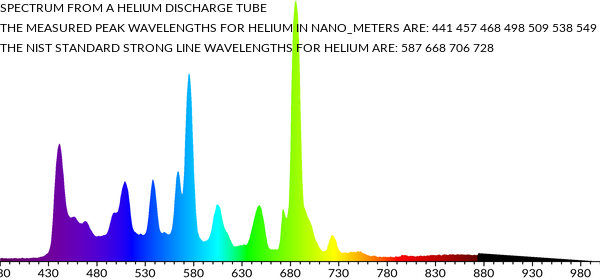 SPECTRUM FROM A HELIUM DISCHARGE TUBE
THE MEASURED PEAK WAVELENGTHS FOR HELIUM IN NANO_METERS ARE: 441 457 468 498 509 538 549
THE NIST STANDARD STRONG LINE WAVELENGTHS FOR HELIUM ARE: 587 668 706 728
80 430 480 530 580 630 680 730 780 830 880 930 980